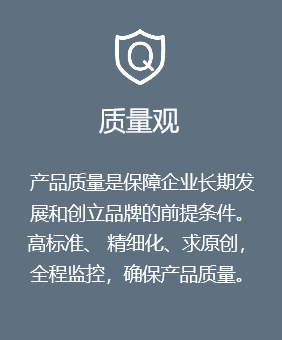 Q
质量观
产品质量是保障企业长期发
展和创立品牌的前提条件。
高标准、 精细化、求原创，
全程监控，确保产品质量。